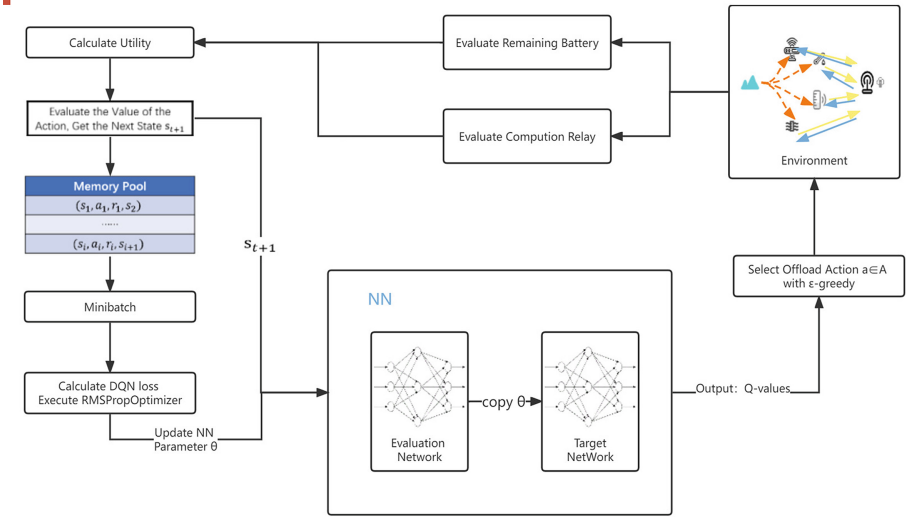 Calculate Utility
Evaluate Remaining Battery
Evaluate the Value of the
Action, Get the Next State s_{t+1}
Evaluate Compution Relay
Environment
Memory Pool
(s_1, a_1, r_1, s_2)
......
(s_i, a_i, r_i, s_{i+1})
s_{t+1}
Select Offload Action a∈A
with ε-greedy
Minibatch
NN
Calculate DQN loss
Execute RMSPropOptimizer
Update NN
Parameter θ
copy θ
Evaluation
Network
Target
NetWork
Output: Q-values